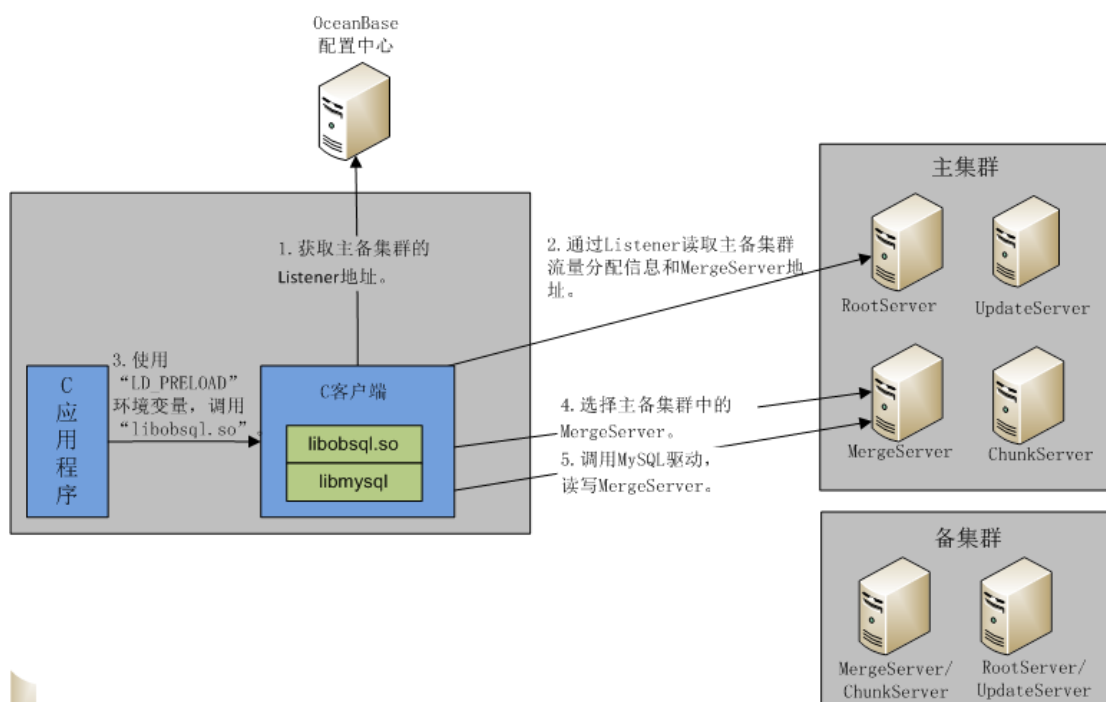 OceanBase
配置中心
主集群
1.获取主备集群的
Listener地址。
2.通过Listener读取主备集群
流量分配信息和MergeServer地
址。
RootServer
UpdateServer
3.使用
“LD_PRELOAD”
环境变量，调用
“libobsql.so”。
C
应
用
程
序
C客户端
libobsql.so
libmysql
4.选择主备集群中的
MergeServer。
5.调用MySQL驱动，
读写MergeServer。
MergeServer
ChunkServer
备集群
MergeServer/
ChunkServer
RootServer/
UpdateServer